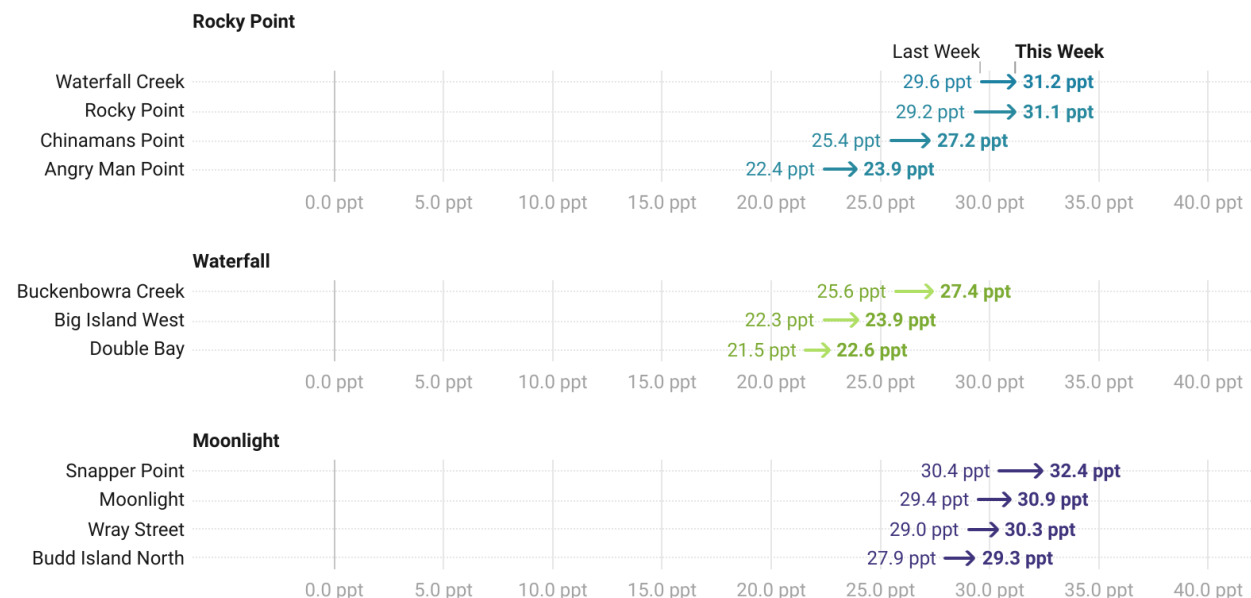 Rocky Point
Last Week This Week
Waterfall Creek 29.6 ppt 31.2 ppt
Rocky Point 29.2 ppt 31.1 ppt
Chinamans Point 25.4 ppt 27.2 ppt
Angry Man Point 22.4 ppt 23.9 ppt
0.0 ppt 5.0 ppt 10.0 ppt 15.0 ppt 20.0 ppt 25.0 ppt 30.0 ppt 35.0 ppt 40.0 ppt
Waterfall
Buckenbowra Creek 25.6 ppt 27.4 ppt
Big Island West 22.3 ppt 23.9 ppt
Double Bay 21.5 ppt 22.6 ppt
0.0 ppt 5.0 ppt 10.0 ppt 15.0 ppt 20.0 ppt 25.0 ppt 30.0 ppt 35.0 ppt 40.0 ppt
Moonlight
Snapper Point 30.4 ppt 32.4 ppt
Moonlight 29.4 ppt 30.9 ppt
Wray Street 29.0 ppt 30.3 ppt
Budd Island North 27.9 ppt 29.3 ppt
0.0 ppt 5.0 ppt 10.0 ppt 15.0 ppt 20.0 ppt 25.0 ppt 30.0 ppt 35.0 ppt 40.0 ppt